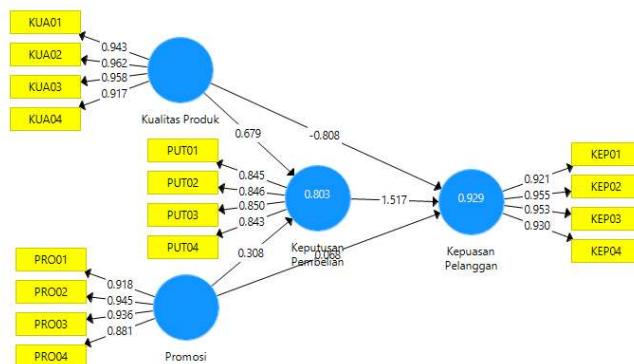 KUA01
KUA02
KUA03
KUA04
0.943
0.962
0.958
0.917
Kualitas Produk
0.679
-0.808
PUT01
PUT02
PUT03
PUT04
0.845
0.846
0.850
0.843
0.803
Keputusan
Pembelian
1.517
0.929
Kepuasan
Pelanggan
0.921
0.955
0.953
0.930
KEP01
KEP02
KEP03
KEP04
0.308
0.068
PRO01
PRO02
PRO03
PRO04
0.918
0.945
0.936
0.881
Promosi